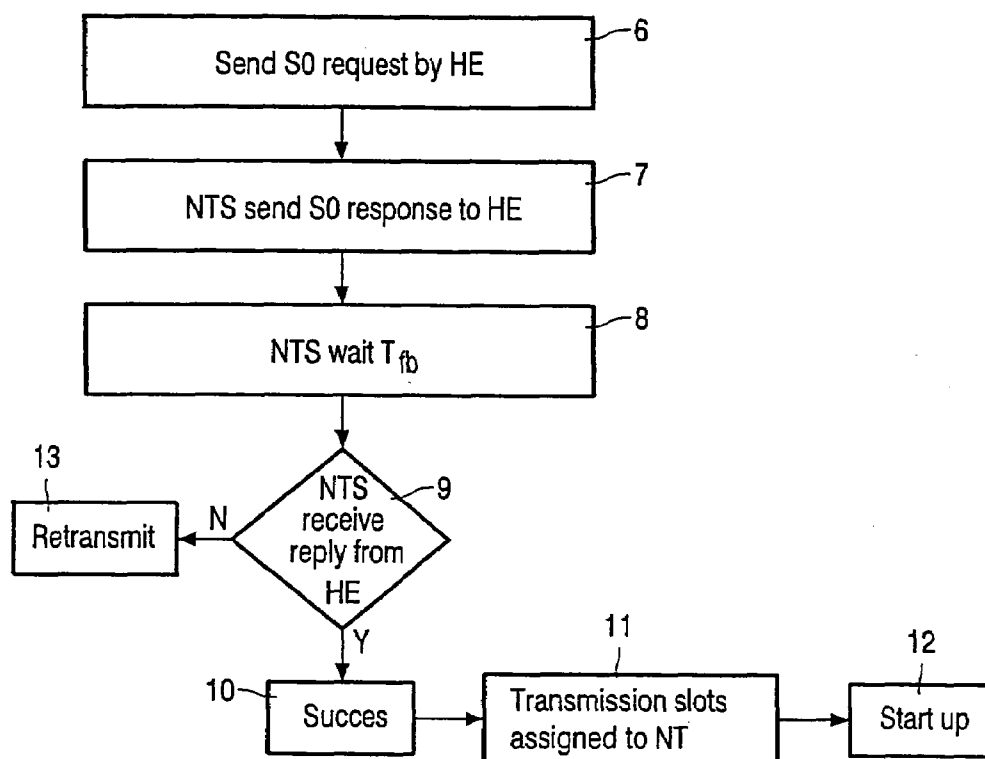 6
Send S0 request by HE
7
NTS send S0 response to HE
8
NTS wait Tfb
9
NTS
receive
reply from
HE
N
13
Retransmit
Y
10
Succes
11
Transmission slots
assigned to NT
12
Start up